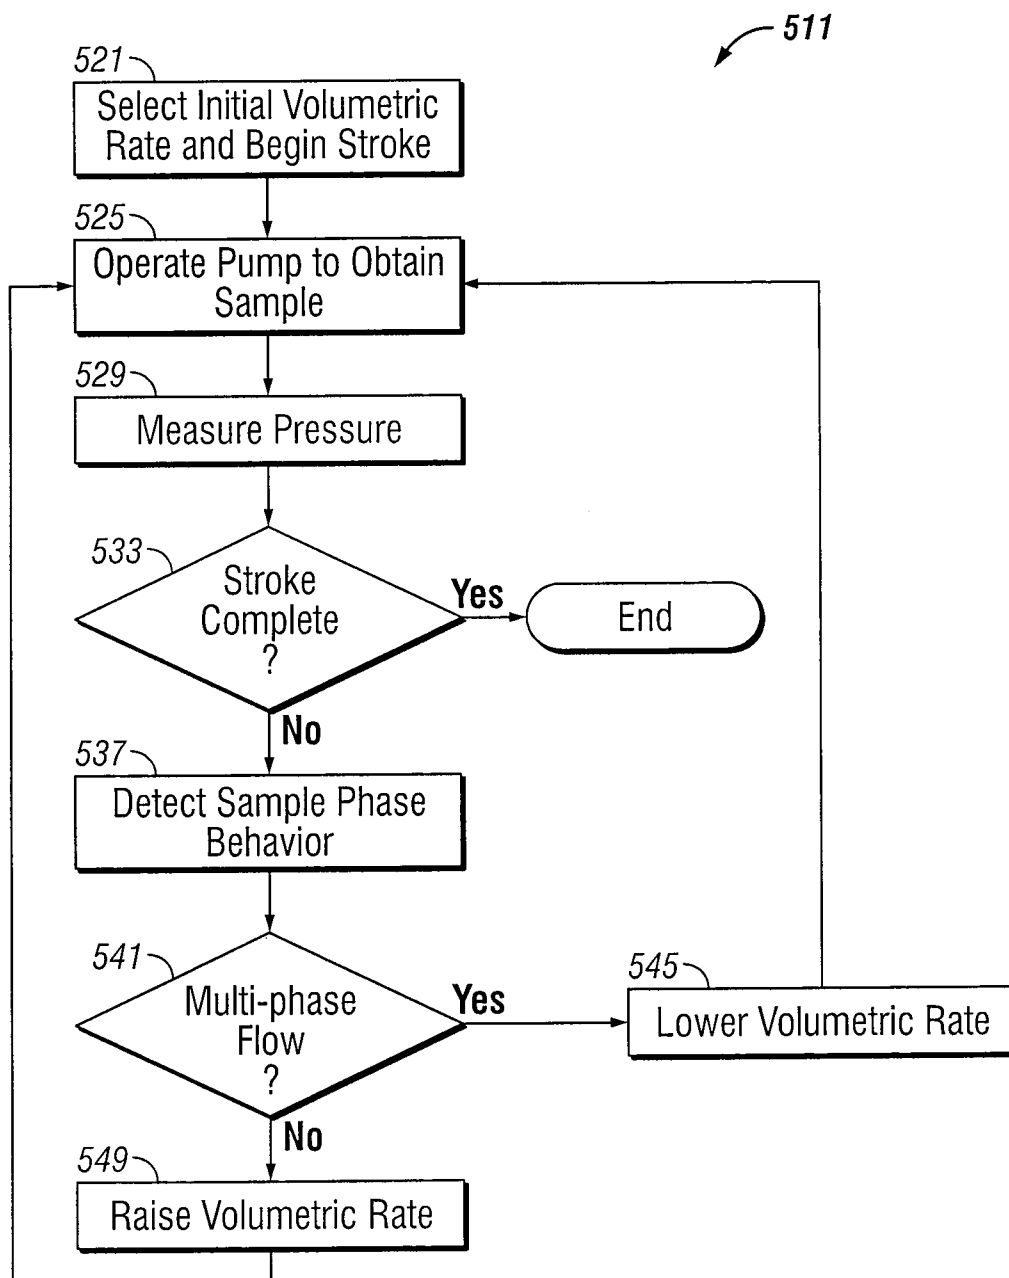 511
521
Select Initial Volumetric
Rate and Begin Stroke
525
Operate Pump to Obtain
Sample
529
Measure Pressure
533
Stroke
Complete
?
Yes
End
No
537
Detect Sample Phase
Behavior
541
Multi-phase
Flow
?
Yes
545
Lower Volumetric Rate
No
549
Raise Volumetric Rate